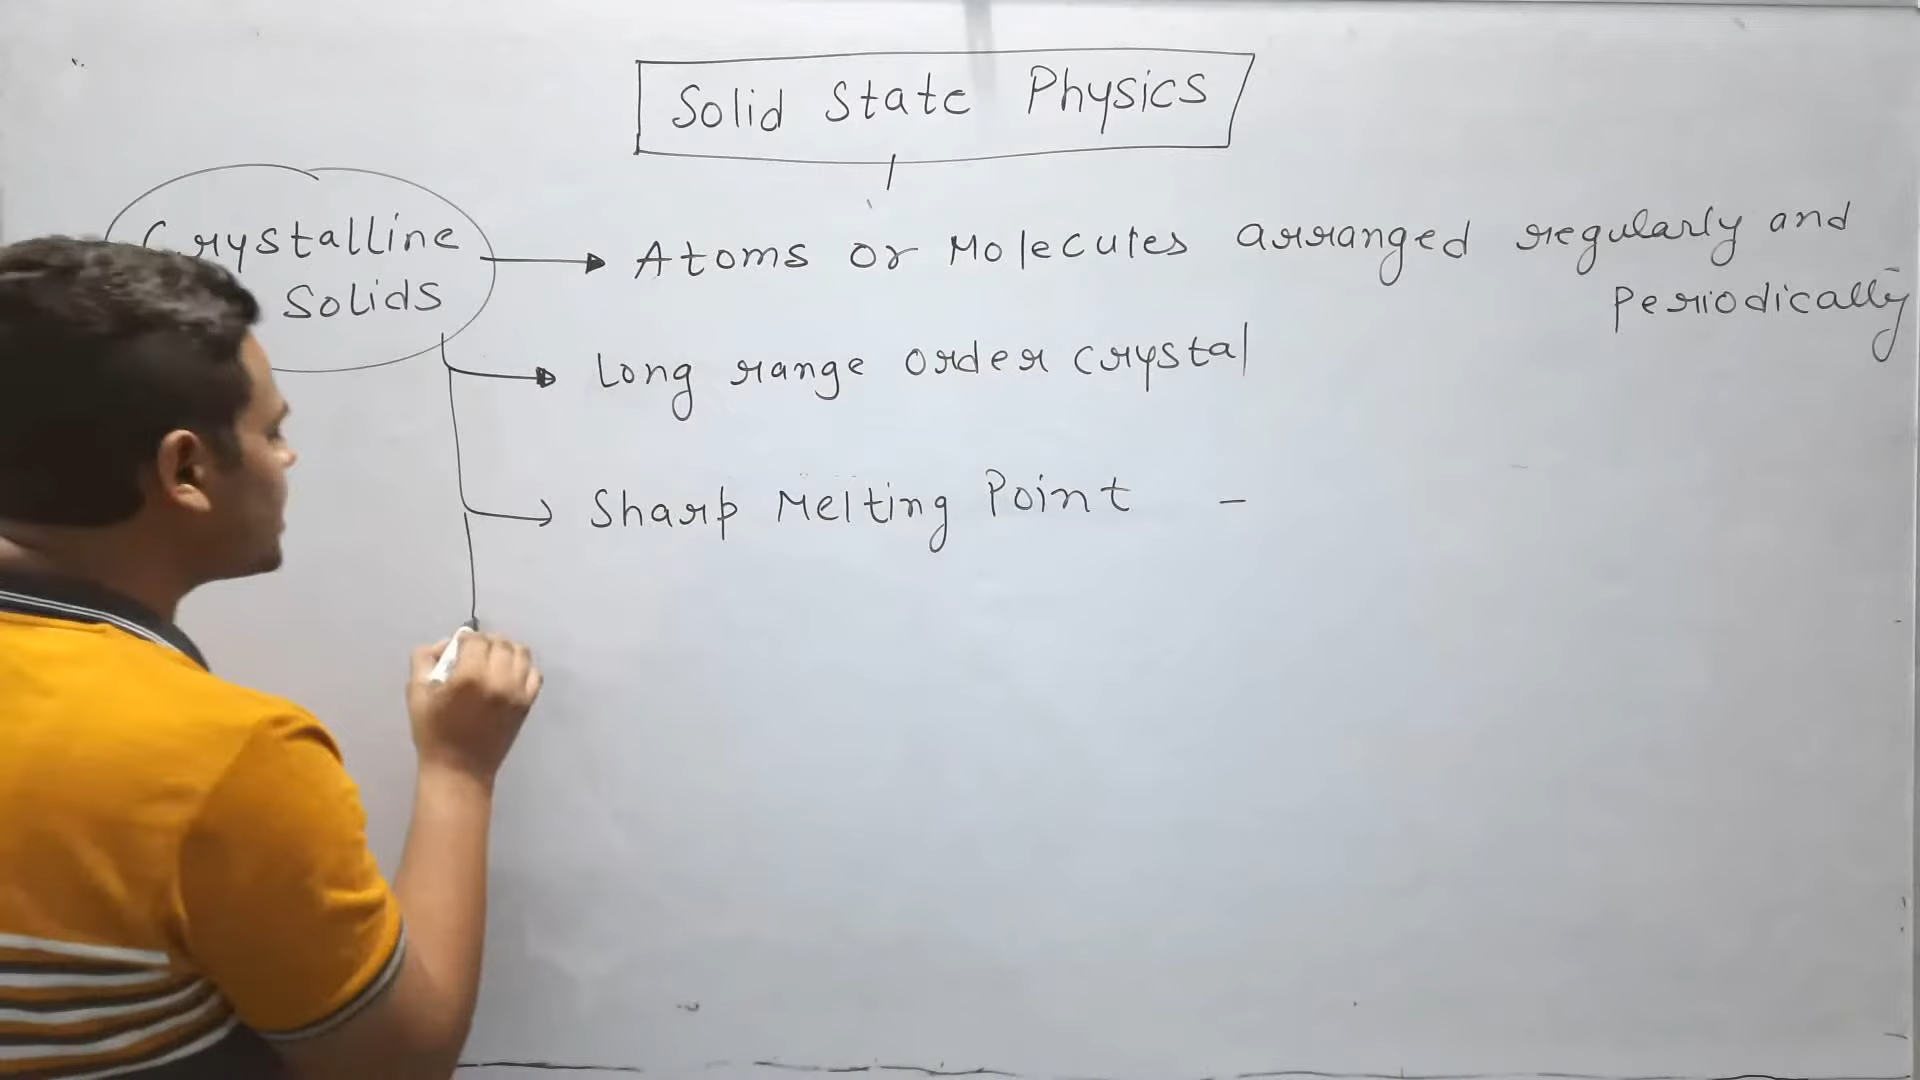 Solid State Physics
Crystalline
Solids
Atoms or Molecules arranged regularly and
Periodically
Long range order crystal
Sharp Melting Point -